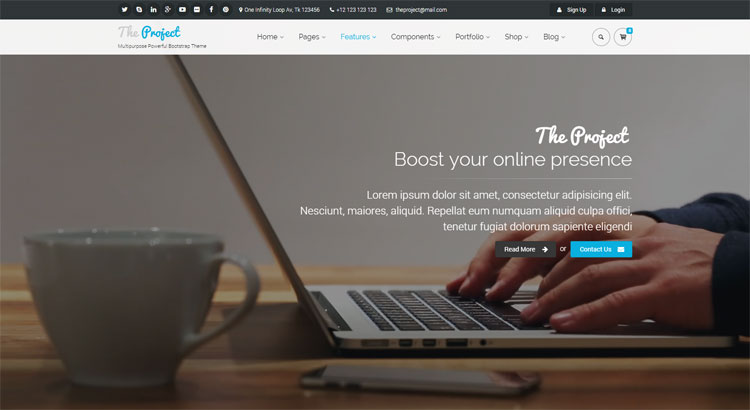 One Infinity Loop Av, Tk 123456 +12 123 123 123 theproject@mail.com Sign Up Login
The Project
Multipurpose Powerful Bootstrap Theme
Home Pages Features Components Portfolio Shop Blog
The Project
Boost your online presence
Lorem ipsum dolor sit amet, consectetur adipisicing elit.
Nesciunt, maiores, aliquid. Repellat eum numquam aliquid culpa offici,
tenetur fugiat dolorum sapiente eligendi
Read More or Contact Us